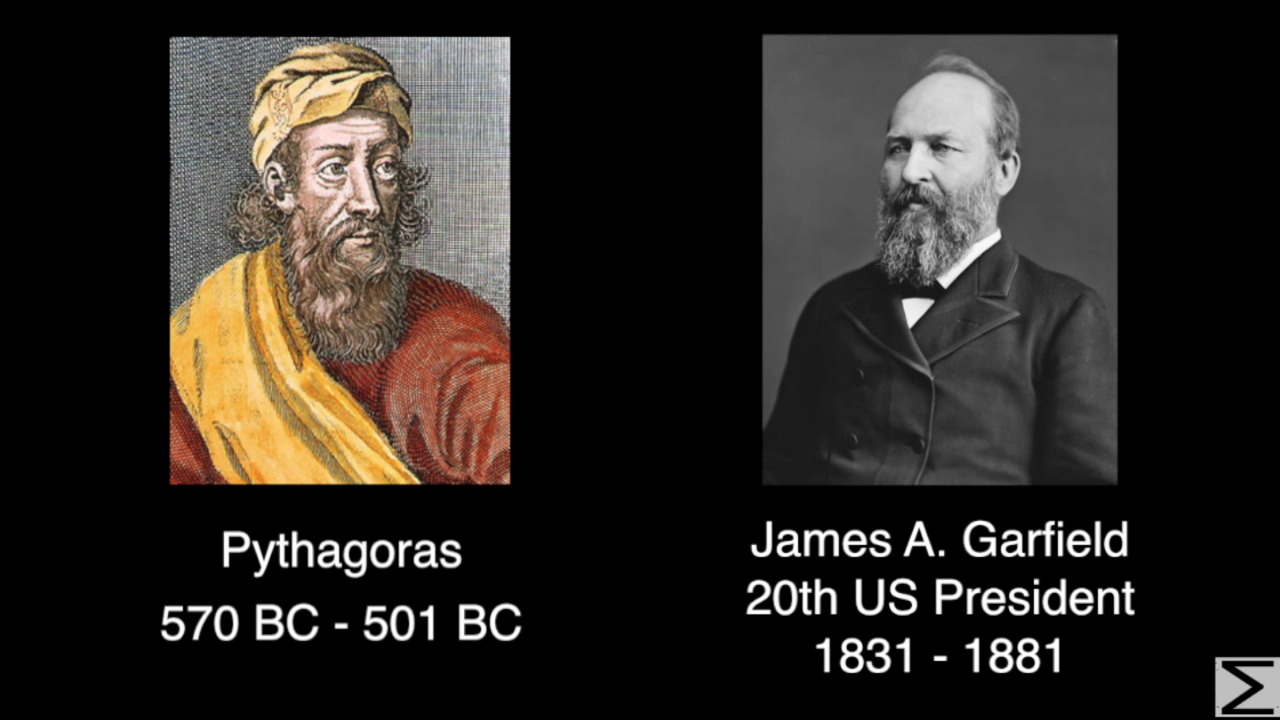 Pythagoras
570 BC - 501 BC
James A. Garfield
20th US President
1831 - 1881
Σ